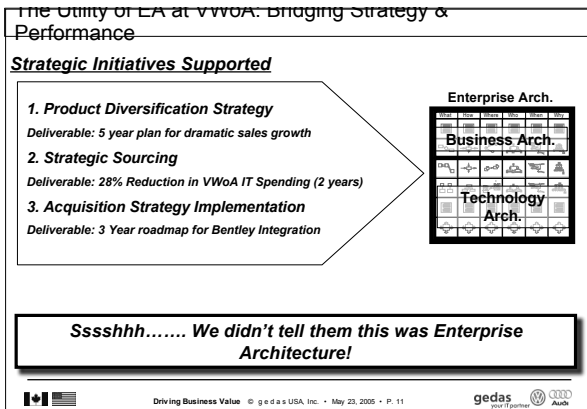 The Utility of EA at VWoA: Bridging Strategy &
Performance
Strategic Initiatives Supported
1. Product Diversification Strategy
Deliverable: 5 year plan for dramatic sales growth
2. Strategic Sourcing
Deliverable: 28% Reduction in VWoA IT Spending (2 years)
3. Acquisition Strategy Implementation
Deliverable: 3 Year roadmap for Bentley Integration
Enterprise Arch.
What How Where Who When Why
Business Arch.
Technology
Arch.
Sssshhh……. We didn't tell them this was Enterprise
Architecture!
Driving Business Value © g e d a s USA, Inc. • May 23, 2005 • P. 11
gedas
your IT partner
Audi